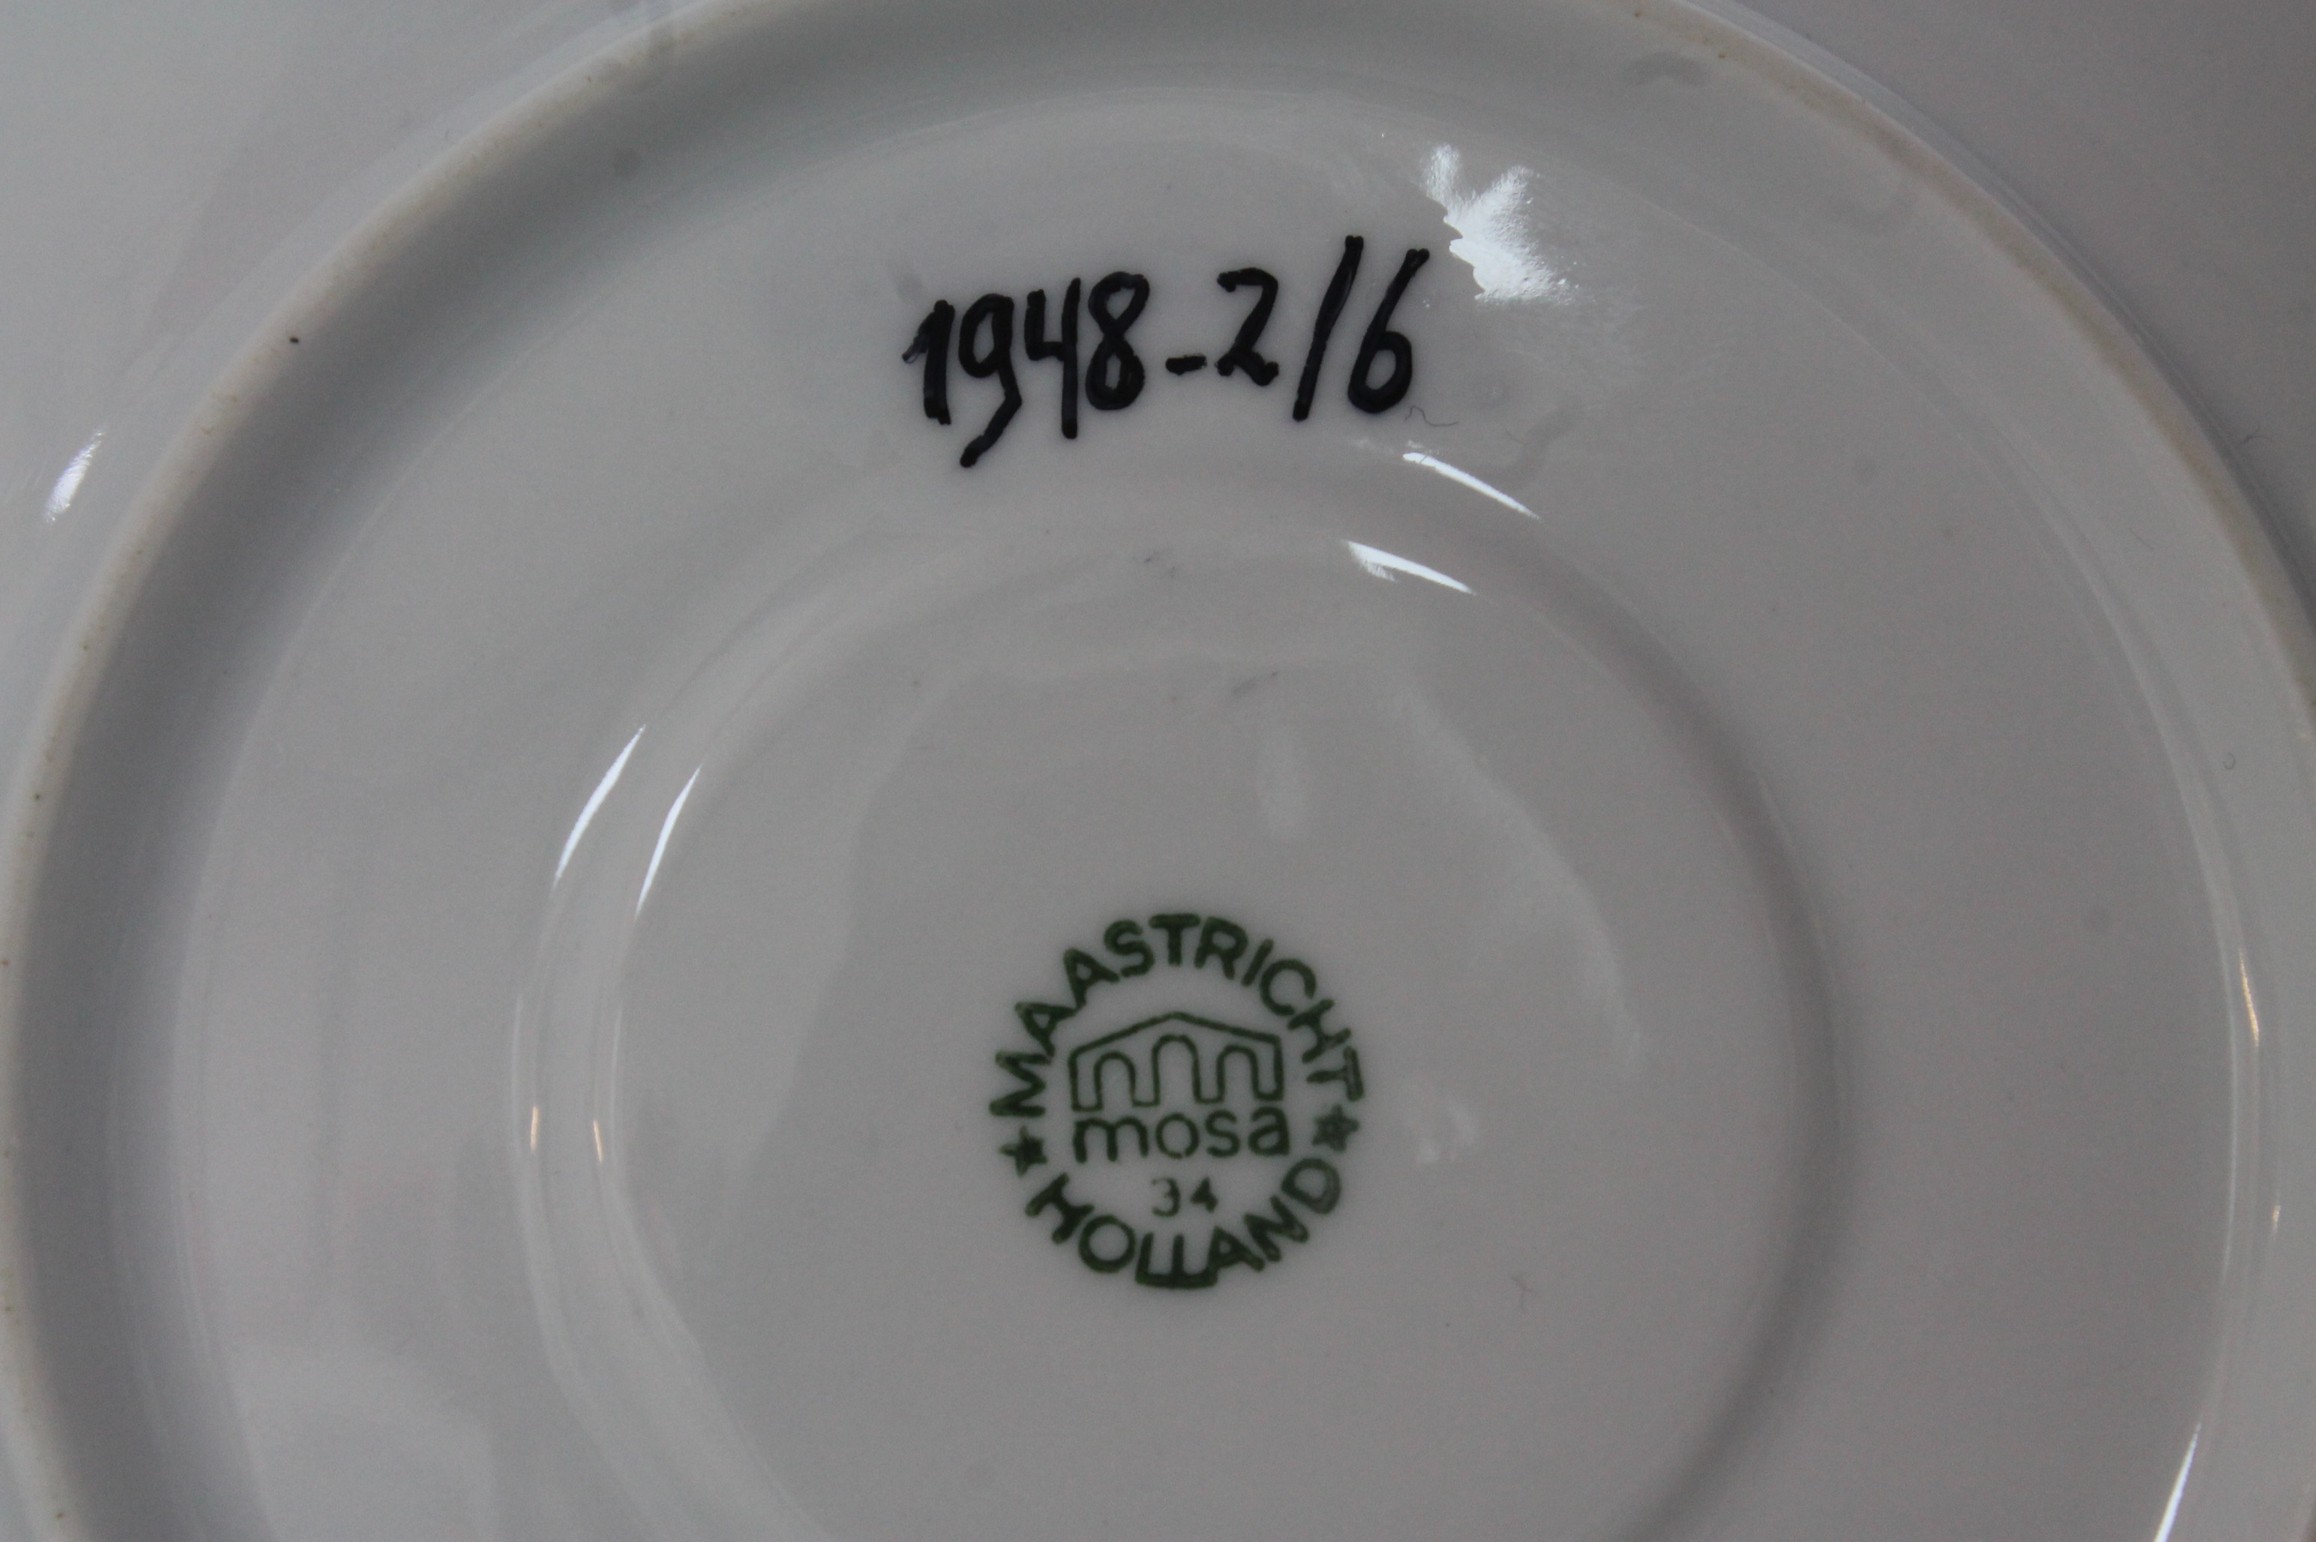 1948-2/6
MAASTRICHT
mosa
34
HOLLAND